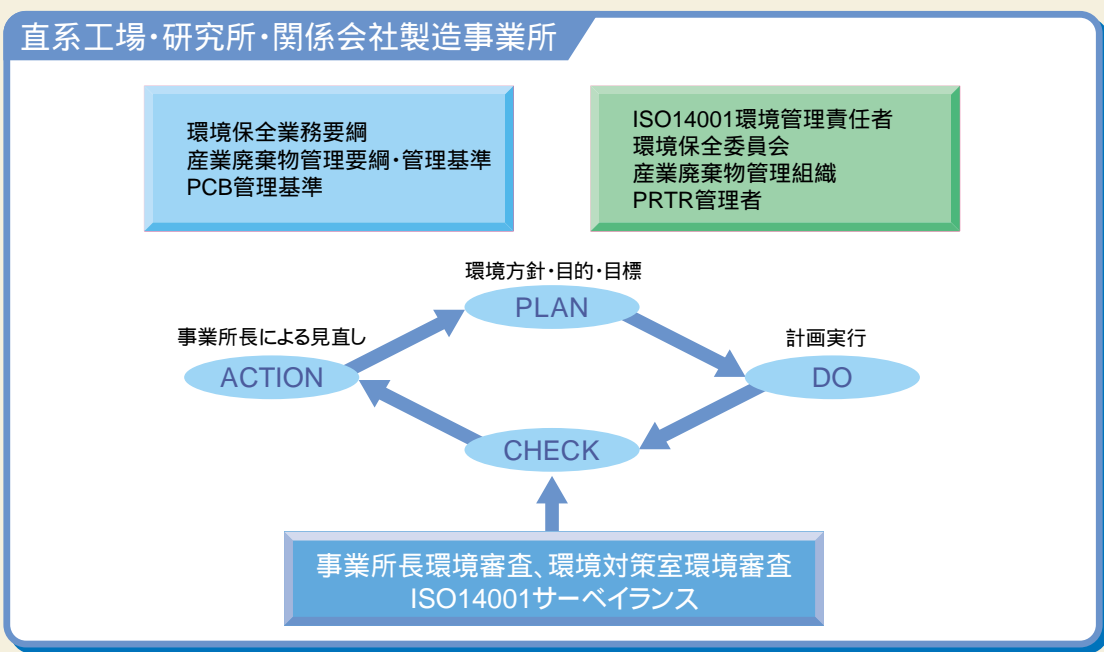 直系工場・研究所・関係会社製造事業所
環境保全業務要綱
産業廃棄物管理要綱・管理基準
PCB管理基準
ISO14001環境管理責任者
環境保全委員会
産業廃棄物管理組織
PRTR管理者
環境方針・目的・目標
PLAN
事業所長による見直し
ACTION
計画実行
DO
CHECK
事業所長環境審査、環境対策室環境審査
ISO14001サーベイランス